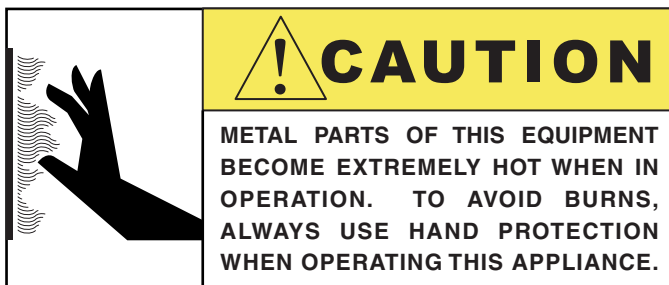 CAUTION
METAL PARTS OF THIS EQUIPMENT
BECOME EXTREMELY HOT WHEN IN
OPERATION. TO AVOID BURNS,
ALWAYS USE HAND PROTECTION
WHEN OPERATING THIS APPLIANCE.